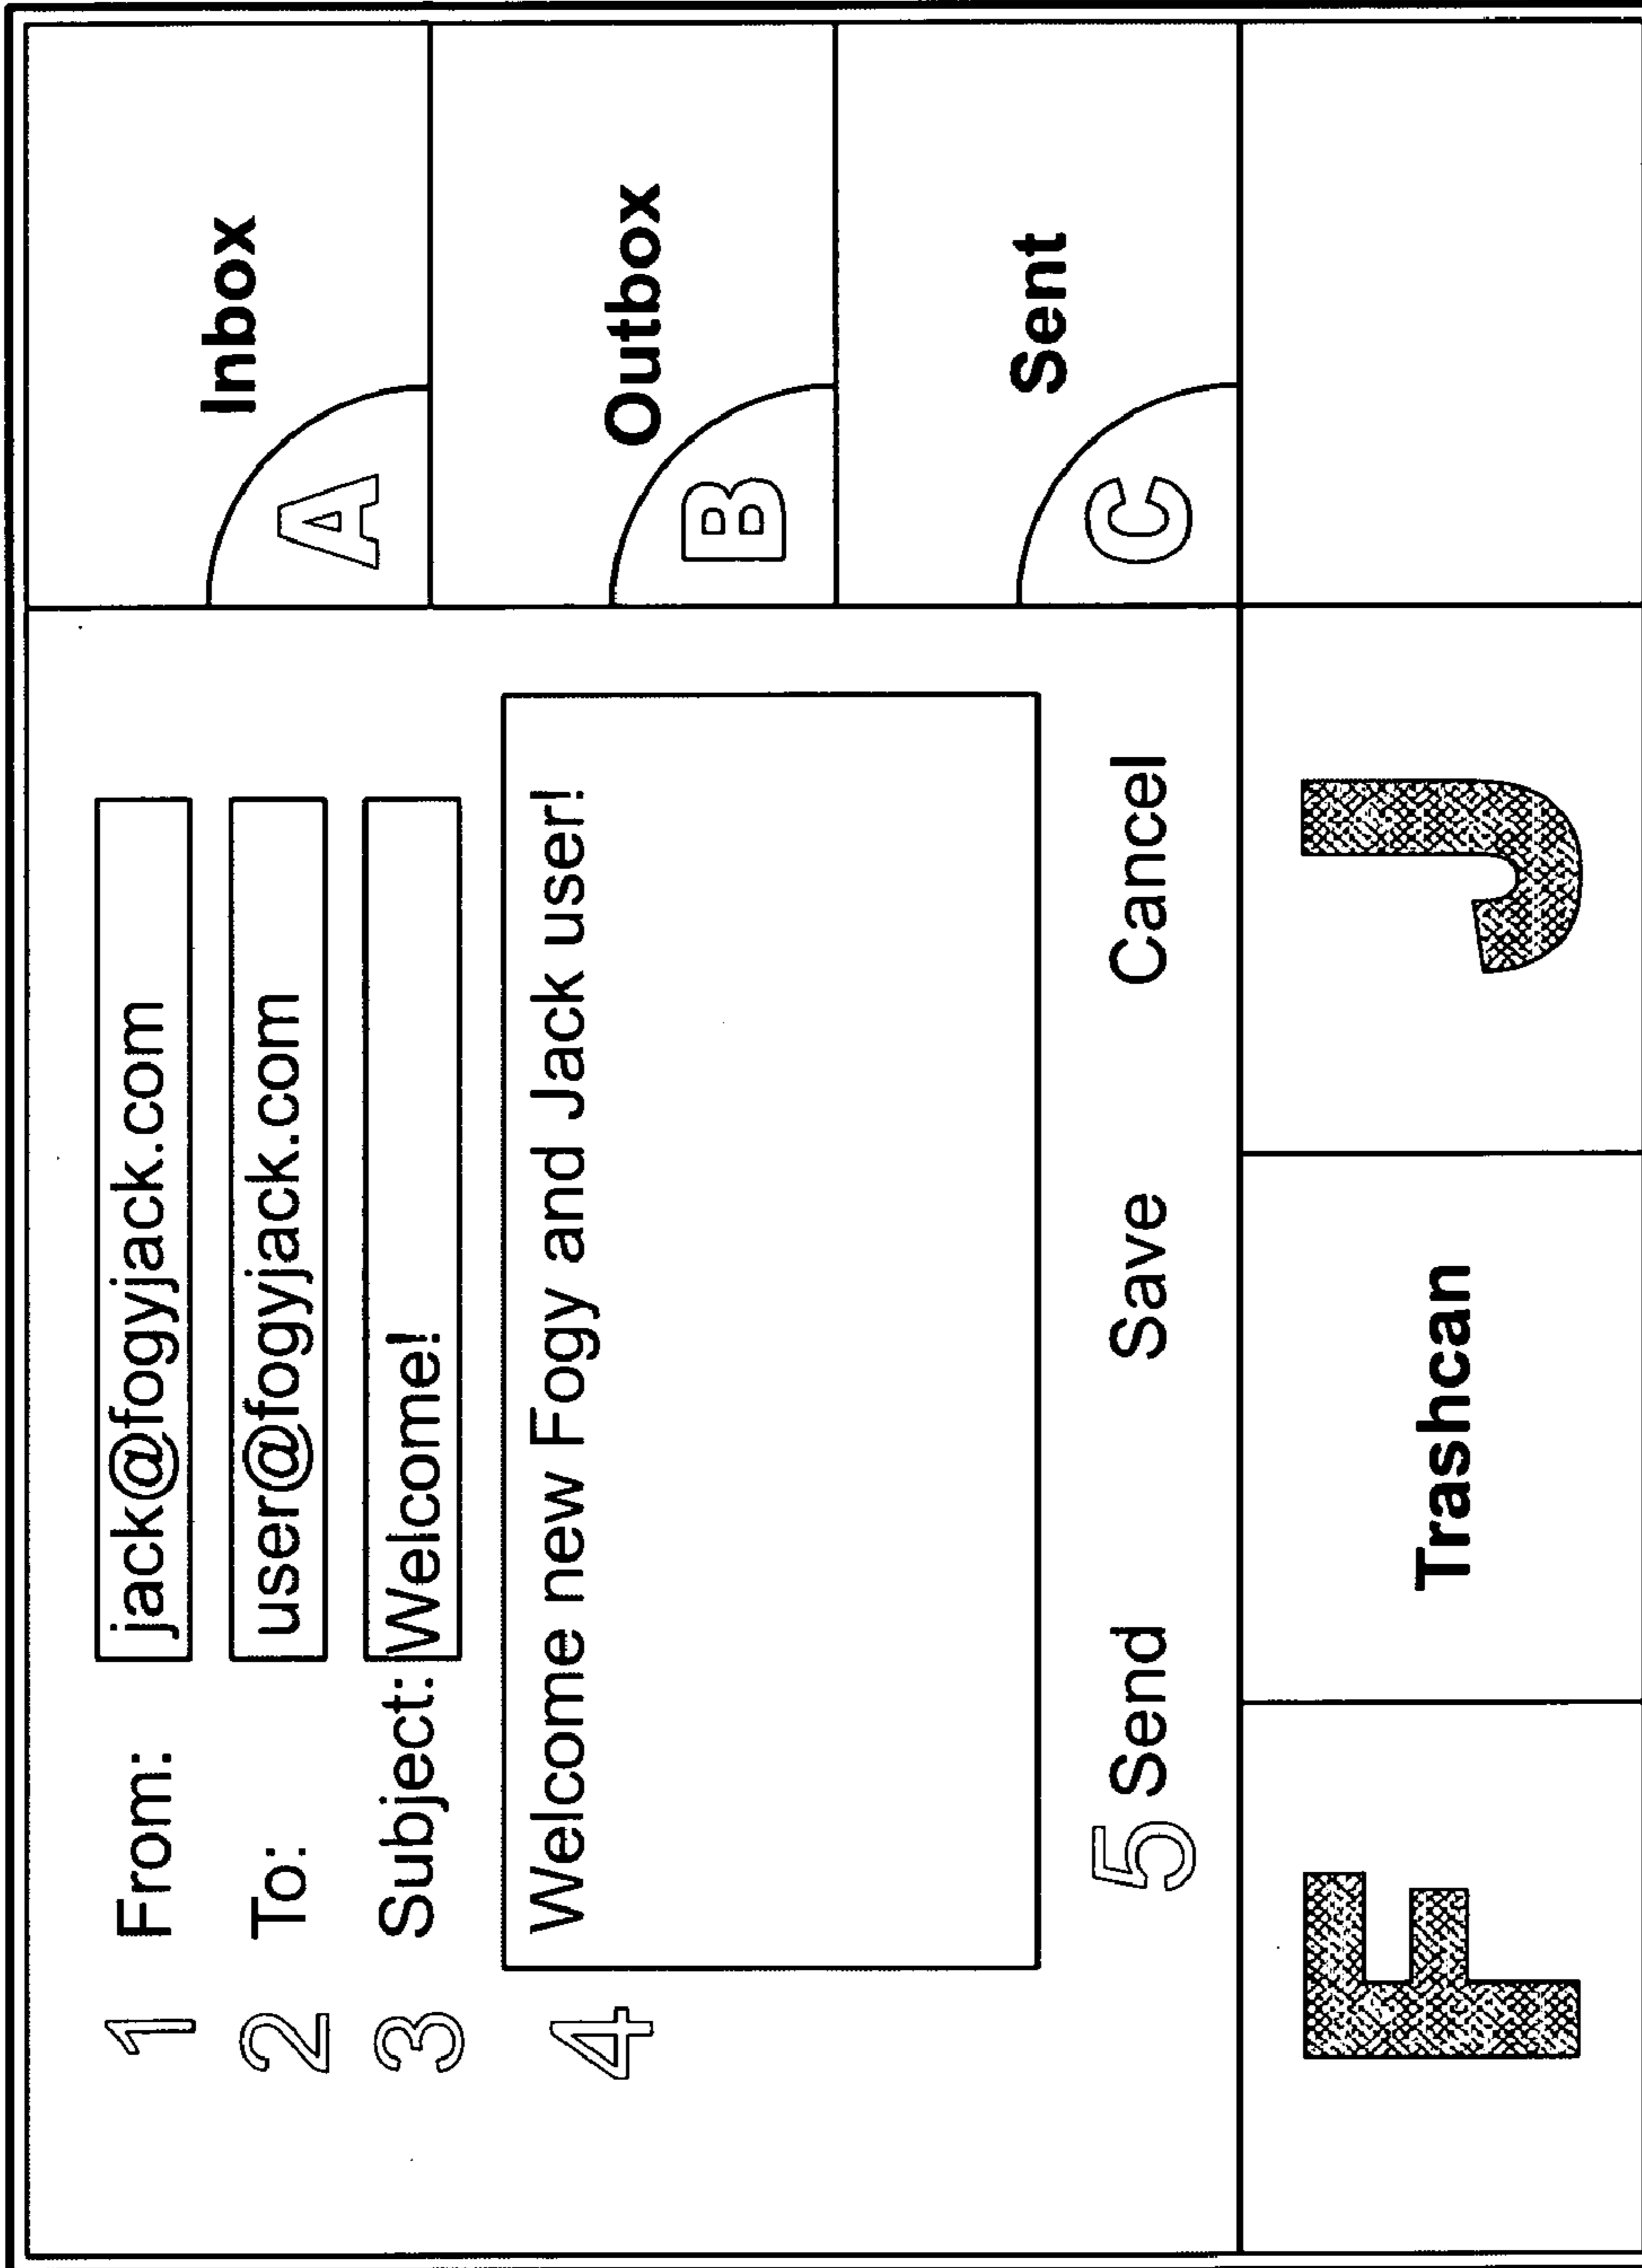 1 From: jack@fogyjack.com
2 To: user@fogyjack.com
3 Subject: Welcome!
4 Welcome new Fogy and Jack user!
5 Send Save Cancel
A Inbox
B Outbox
C Sent
F Trashcan J